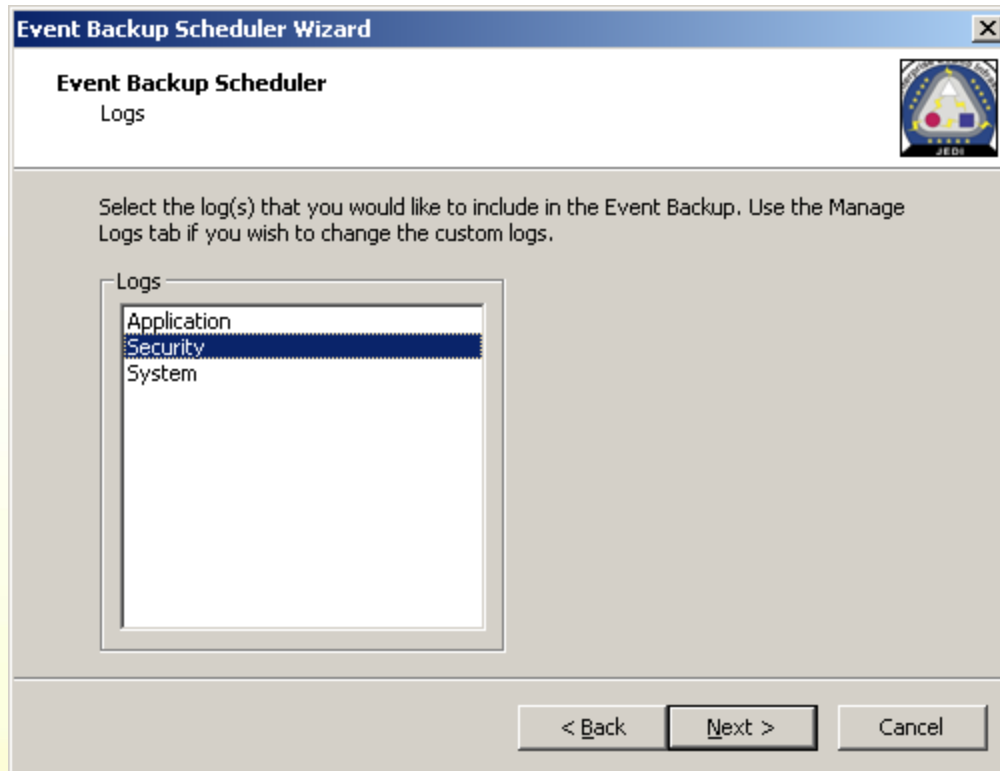 Event Backup Scheduler Wizard
Event Backup Scheduler
Logs
JEDI
Select the log(s) that you would like to include in the Event Backup. Use the Manage
Logs tab if you wish to change the custom logs.
Logs
Application
Security
System
< Back
Next >
Cancel